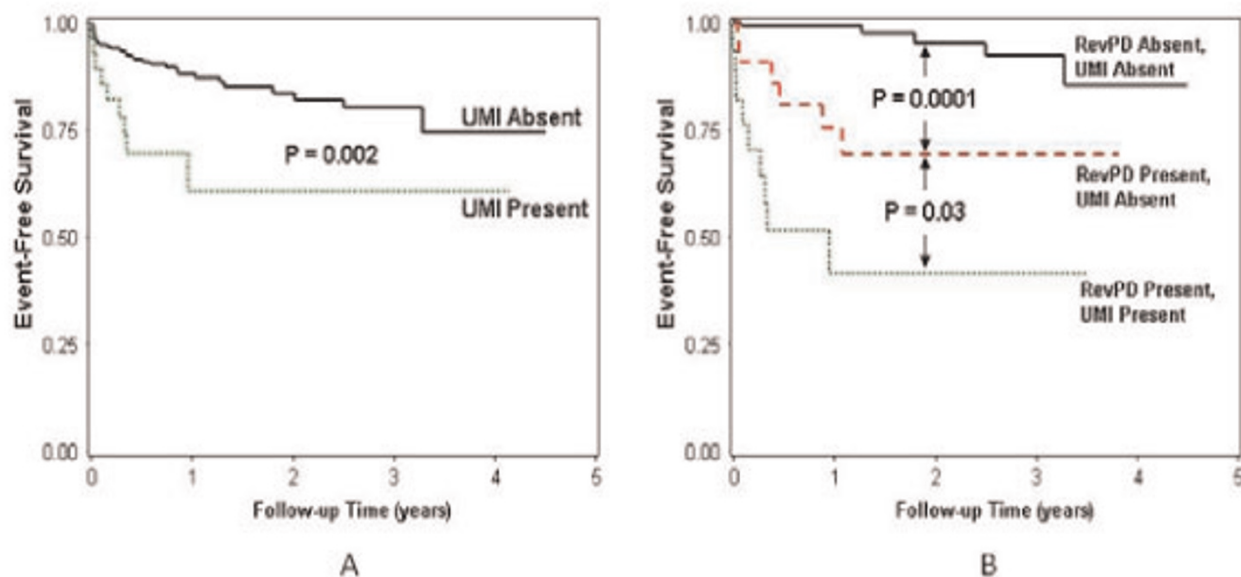 1.00
0.75
0.50
0.25
0.00
Event-Free Survival
UMI Absent
P = 0.002
UMI Present
0 1 2 3 4 5
Follow-up Time (years)
A
1.00
0.75
0.50
0.25
0.00
Event-Free Survival
RevPD Absent,
UMI Absent
P = 0.0001
RevPD Present,
UMI Absent
P = 0.03
RevPD Present,
UMI Present
0 1 2 3 4 5
Follow-up Time (years)
B